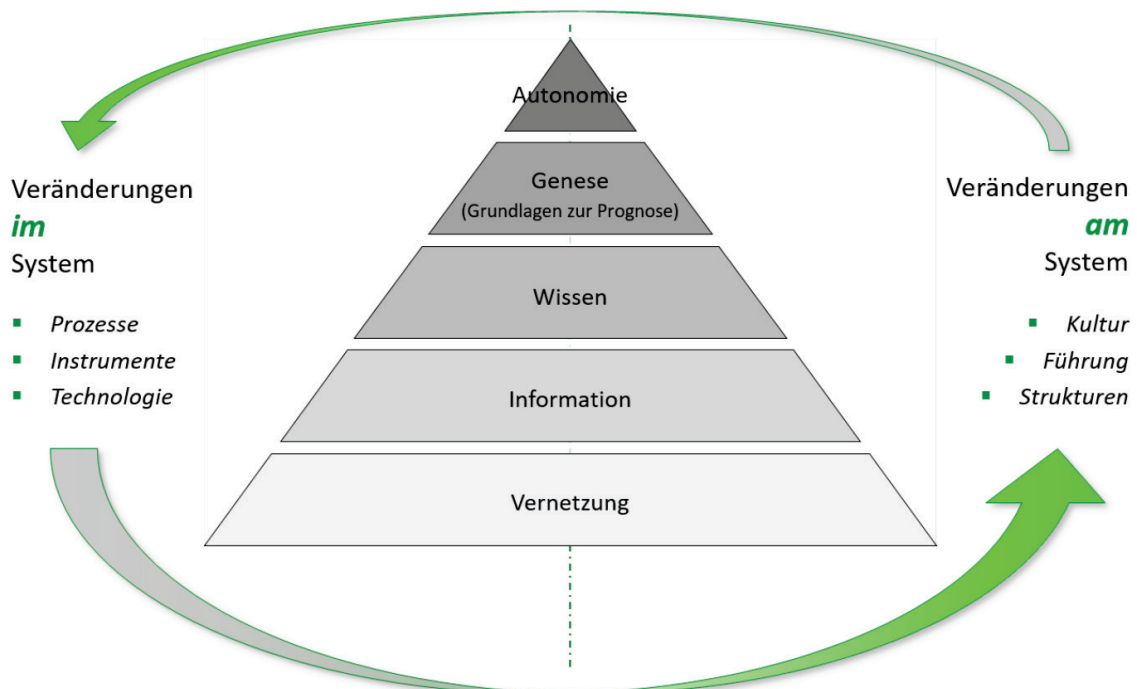 Autonomie
Genese
(Grundlagen zur Prognose)
Wissen
Information
Vernetzung
Veränderungen
im
System
Prozesse
Instrumente
Technologie
Veränderungen
am
System
Kultur
Führung
Strukturen